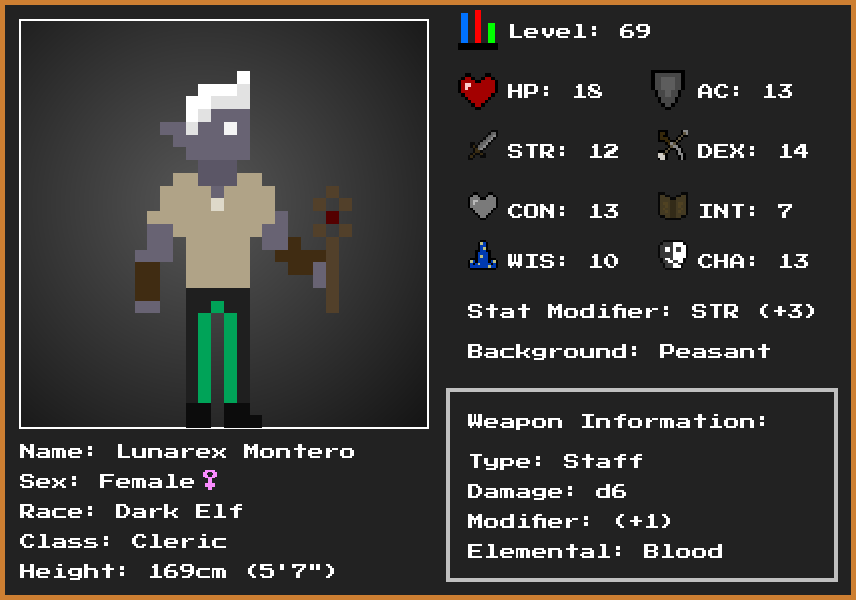 Level: 69
HP: 18 AC: 13
STR: 12 DEX: 14
CON: 13 INT: 7
WIS: 10 CHA: 13
Stat Modifier: STR (+3)
Background: Peasant
Weapon Information:
Type: Staff
Damage: d6
Modifier: (+1)
Elemental: Blood
Name: Lunarex Montero
Sex: Female♀
Race: Dark Elf
Class: Cleric
Height: 169cm (5'7")